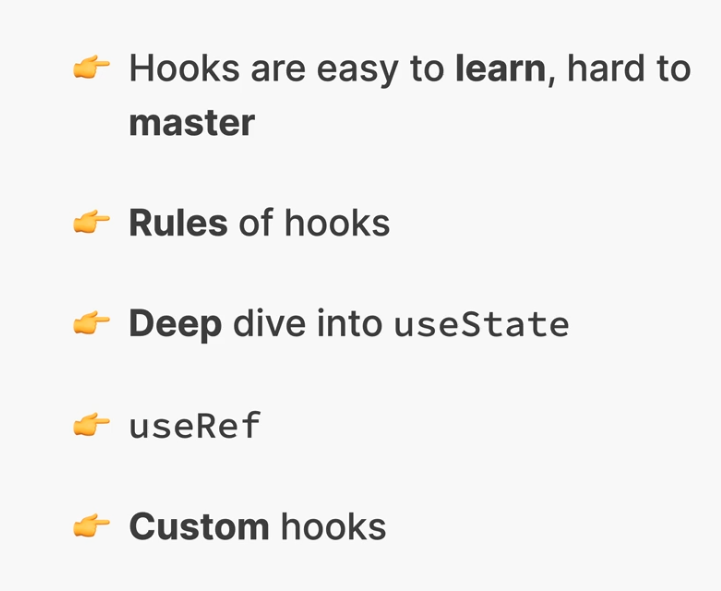 👉 Hooks are easy to learn, hard to
master
👉 Rules of hooks
👉 Deep dive into useState
👉 useRef
👉 Custom hooks